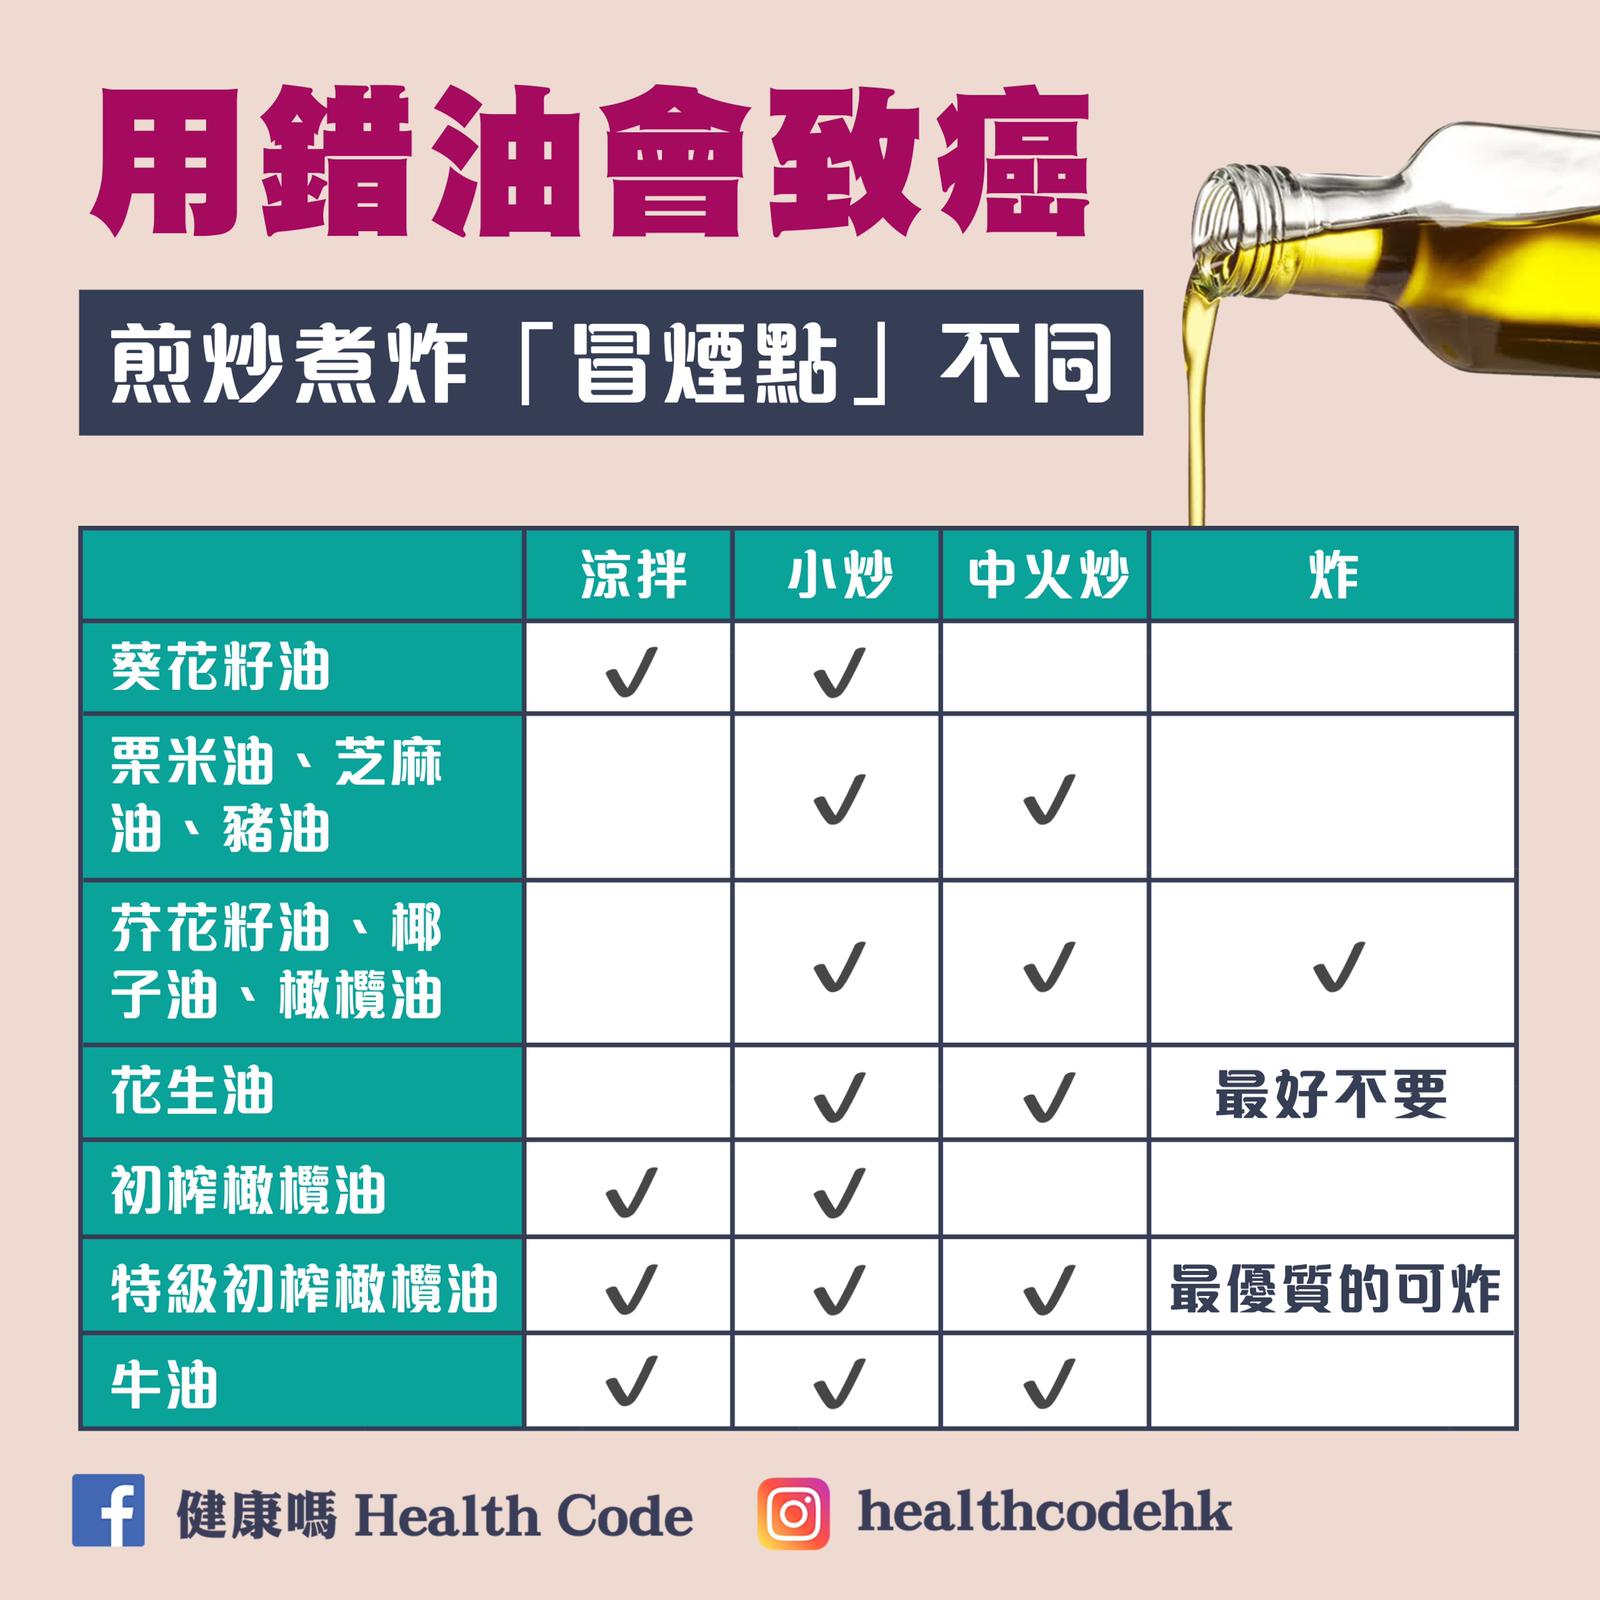 用錯油會致癌
煎炒煮炸「冒煙點」不同
涼拌 小炒 中火炒 炸
葵花籽油 ✓ ✓
粟米油、芝麻
油、豬油 ✓ ✓
芥花籽油、椰
子油、橄欖油 ✓ ✓ ✓
花生油 ✓ ✓ 最好不要
初榨橄欖油 ✓ ✓
特級初榨橄欖油 ✓ ✓ ✓ 最優質的可炸
牛油 ✓ ✓ ✓
健康嗎 Health Code healthcodehk